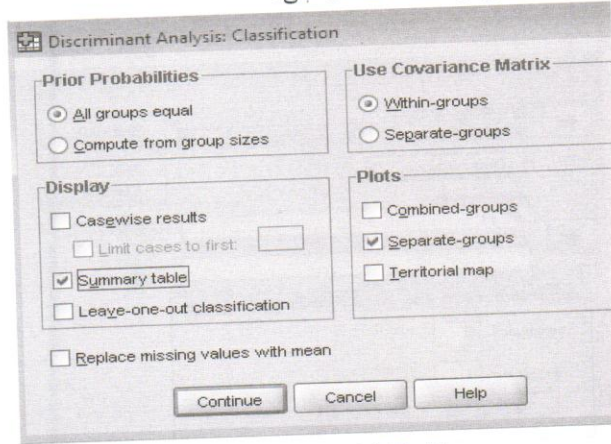 Discriminant Analysis: Classification
Prior Probabilities
All groups equal
Compute from group sizes
Use Covariance Matrix
Within-groups
Separate-groups
Display
Casewise results
Limit cases to first:
Summary table
Leave-one-out classification
Plots
Combined-groups
Separate-groups
Territorial map
Replace missing values with mean
Continue
Cancel
Help